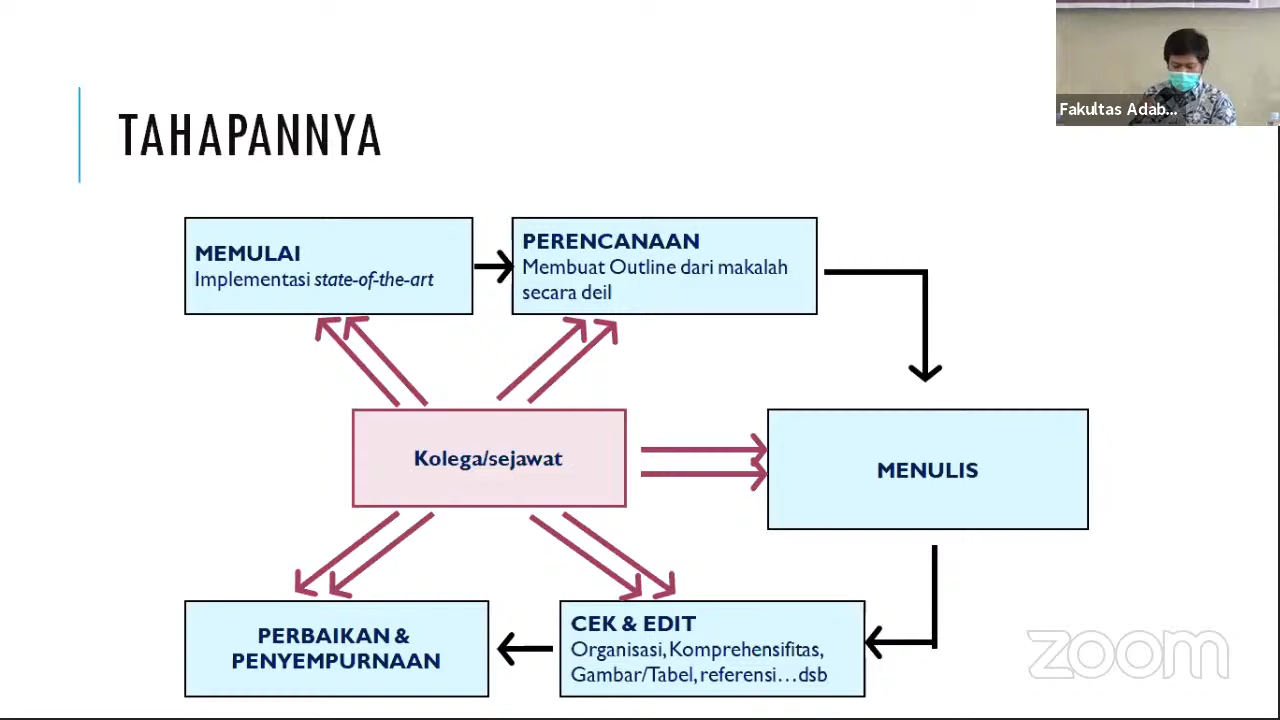 Fakultas Adab...
TAHAPANNYA
MEMULAI
Implementasi state-of-the-art
PERENCANAAN
Membuat Outline dari makalah
secara deil
Kolega/sejawat
MENULIS
CEK & EDIT
Organisasi, Komprehensifitas,
Gambar/Tabel, referensi...dsb
PERBAIKAN &
PENYEMPURNAAN
zoom